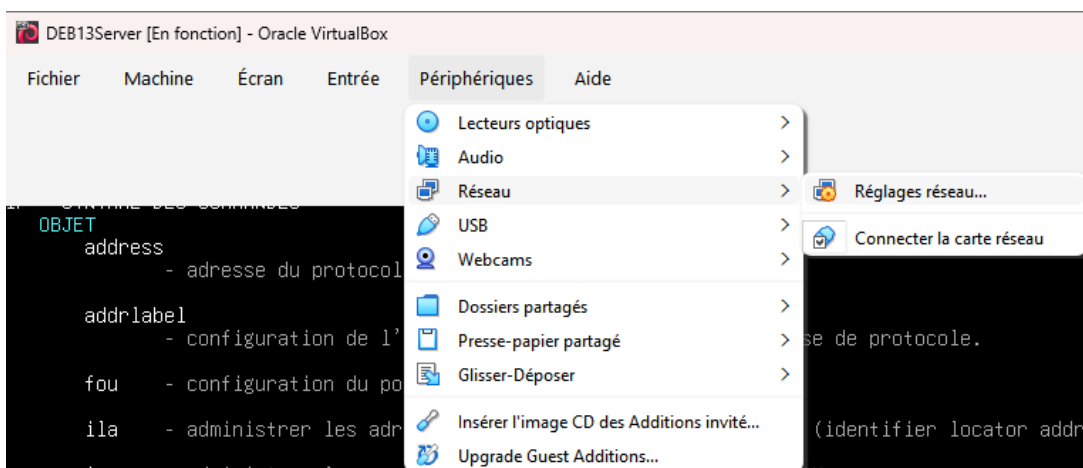 DEB13Server [En fonction] - Oracle VirtualBox
Fichier Machine Écran Entrée Périphériques Aide
Lecteurs optiques
Audio
Réseau
USB
Webcams
Dossiers partagés
Presse-papier partagé
Glisser-Déposer
Insérer l'image CD des Additions invité...
Upgrade Guest Additions...
Réglages réseau...
Connecter la carte réseau
OBJET
address
- adresse du protocol
addrlabel
- configuration de l' se de protocole.
fou - configuration du po
ila - administrer les adr (identifier locator addr